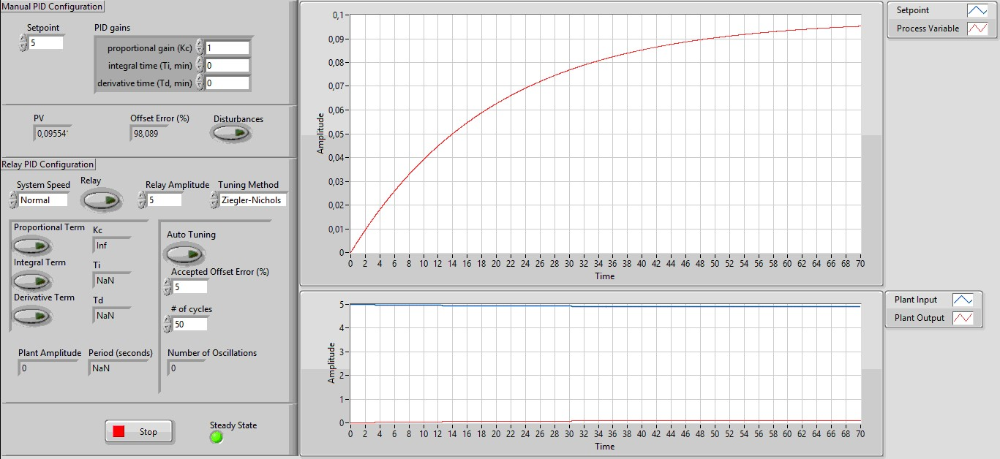 Manual PID Configuration
Setpoint
5
PID gains
proportional gain (Kc) 1
integral time (Ti, min) 0
derivative time (Td, min) 0
PV
0,09554
Offset Error (%)
98,089
Disturbances
Relay PID Configuration
System Speed
Normal
Relay
Relay Amplitude
5
Tuning Method
Ziegler-Nichols
Proportional Term
Kc
Inf
Integral Term
Ti
NaN
Derivative Term
Td
NaN
Auto Tuning
Accepted Offset Error (%)
5
# of cycles
50
Plant Amplitude
0
Period (seconds)
NaN
Number of Oscillations
0
Stop
Steady State
Amplitude
0,1
0,09
0,08
0,07
0,06
0,05
0,04
0,03
0,02
0,01
0
0 2 4 6 8 10 12 14 16 18 20 22 24 26 28 30 32 34 36 38 40 42 44 46 48 50 52 54 56 58 60 62 64 66 68 70
Time
Setpoint
Process Variable
Amplitude
5
4
3
2
1
0
0 2 4 6 8 10 12 14 16 18 20 22 24 26 28 30 32 34 36 38 40 42 44 46 48 50 52 54 56 58 60 62 64 66 68 70
Time
Plant Input
Plant Output